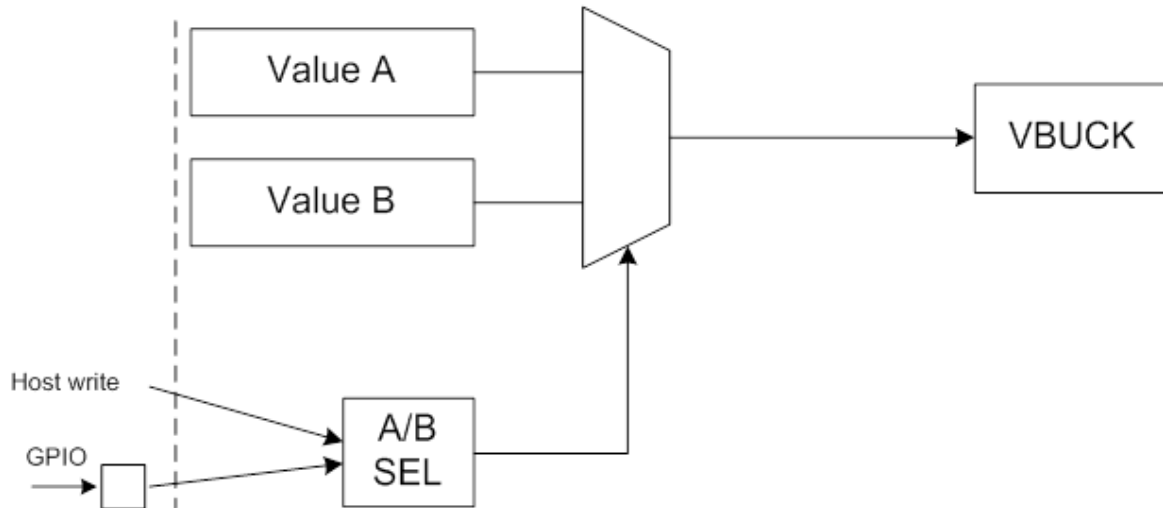 Value A
VBUCK
Value B
Host write
A/B
SEL
GPIO